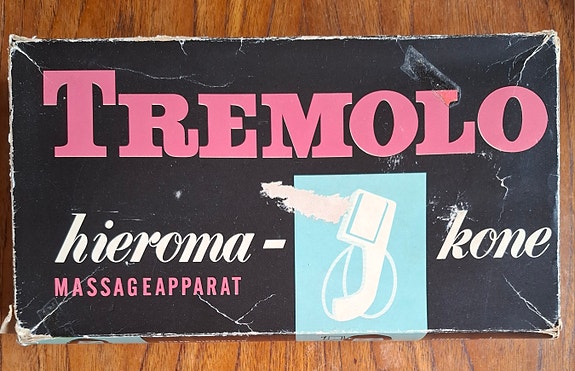 TREMOLO
hieroma- kone
MASSAGEAPPARAT